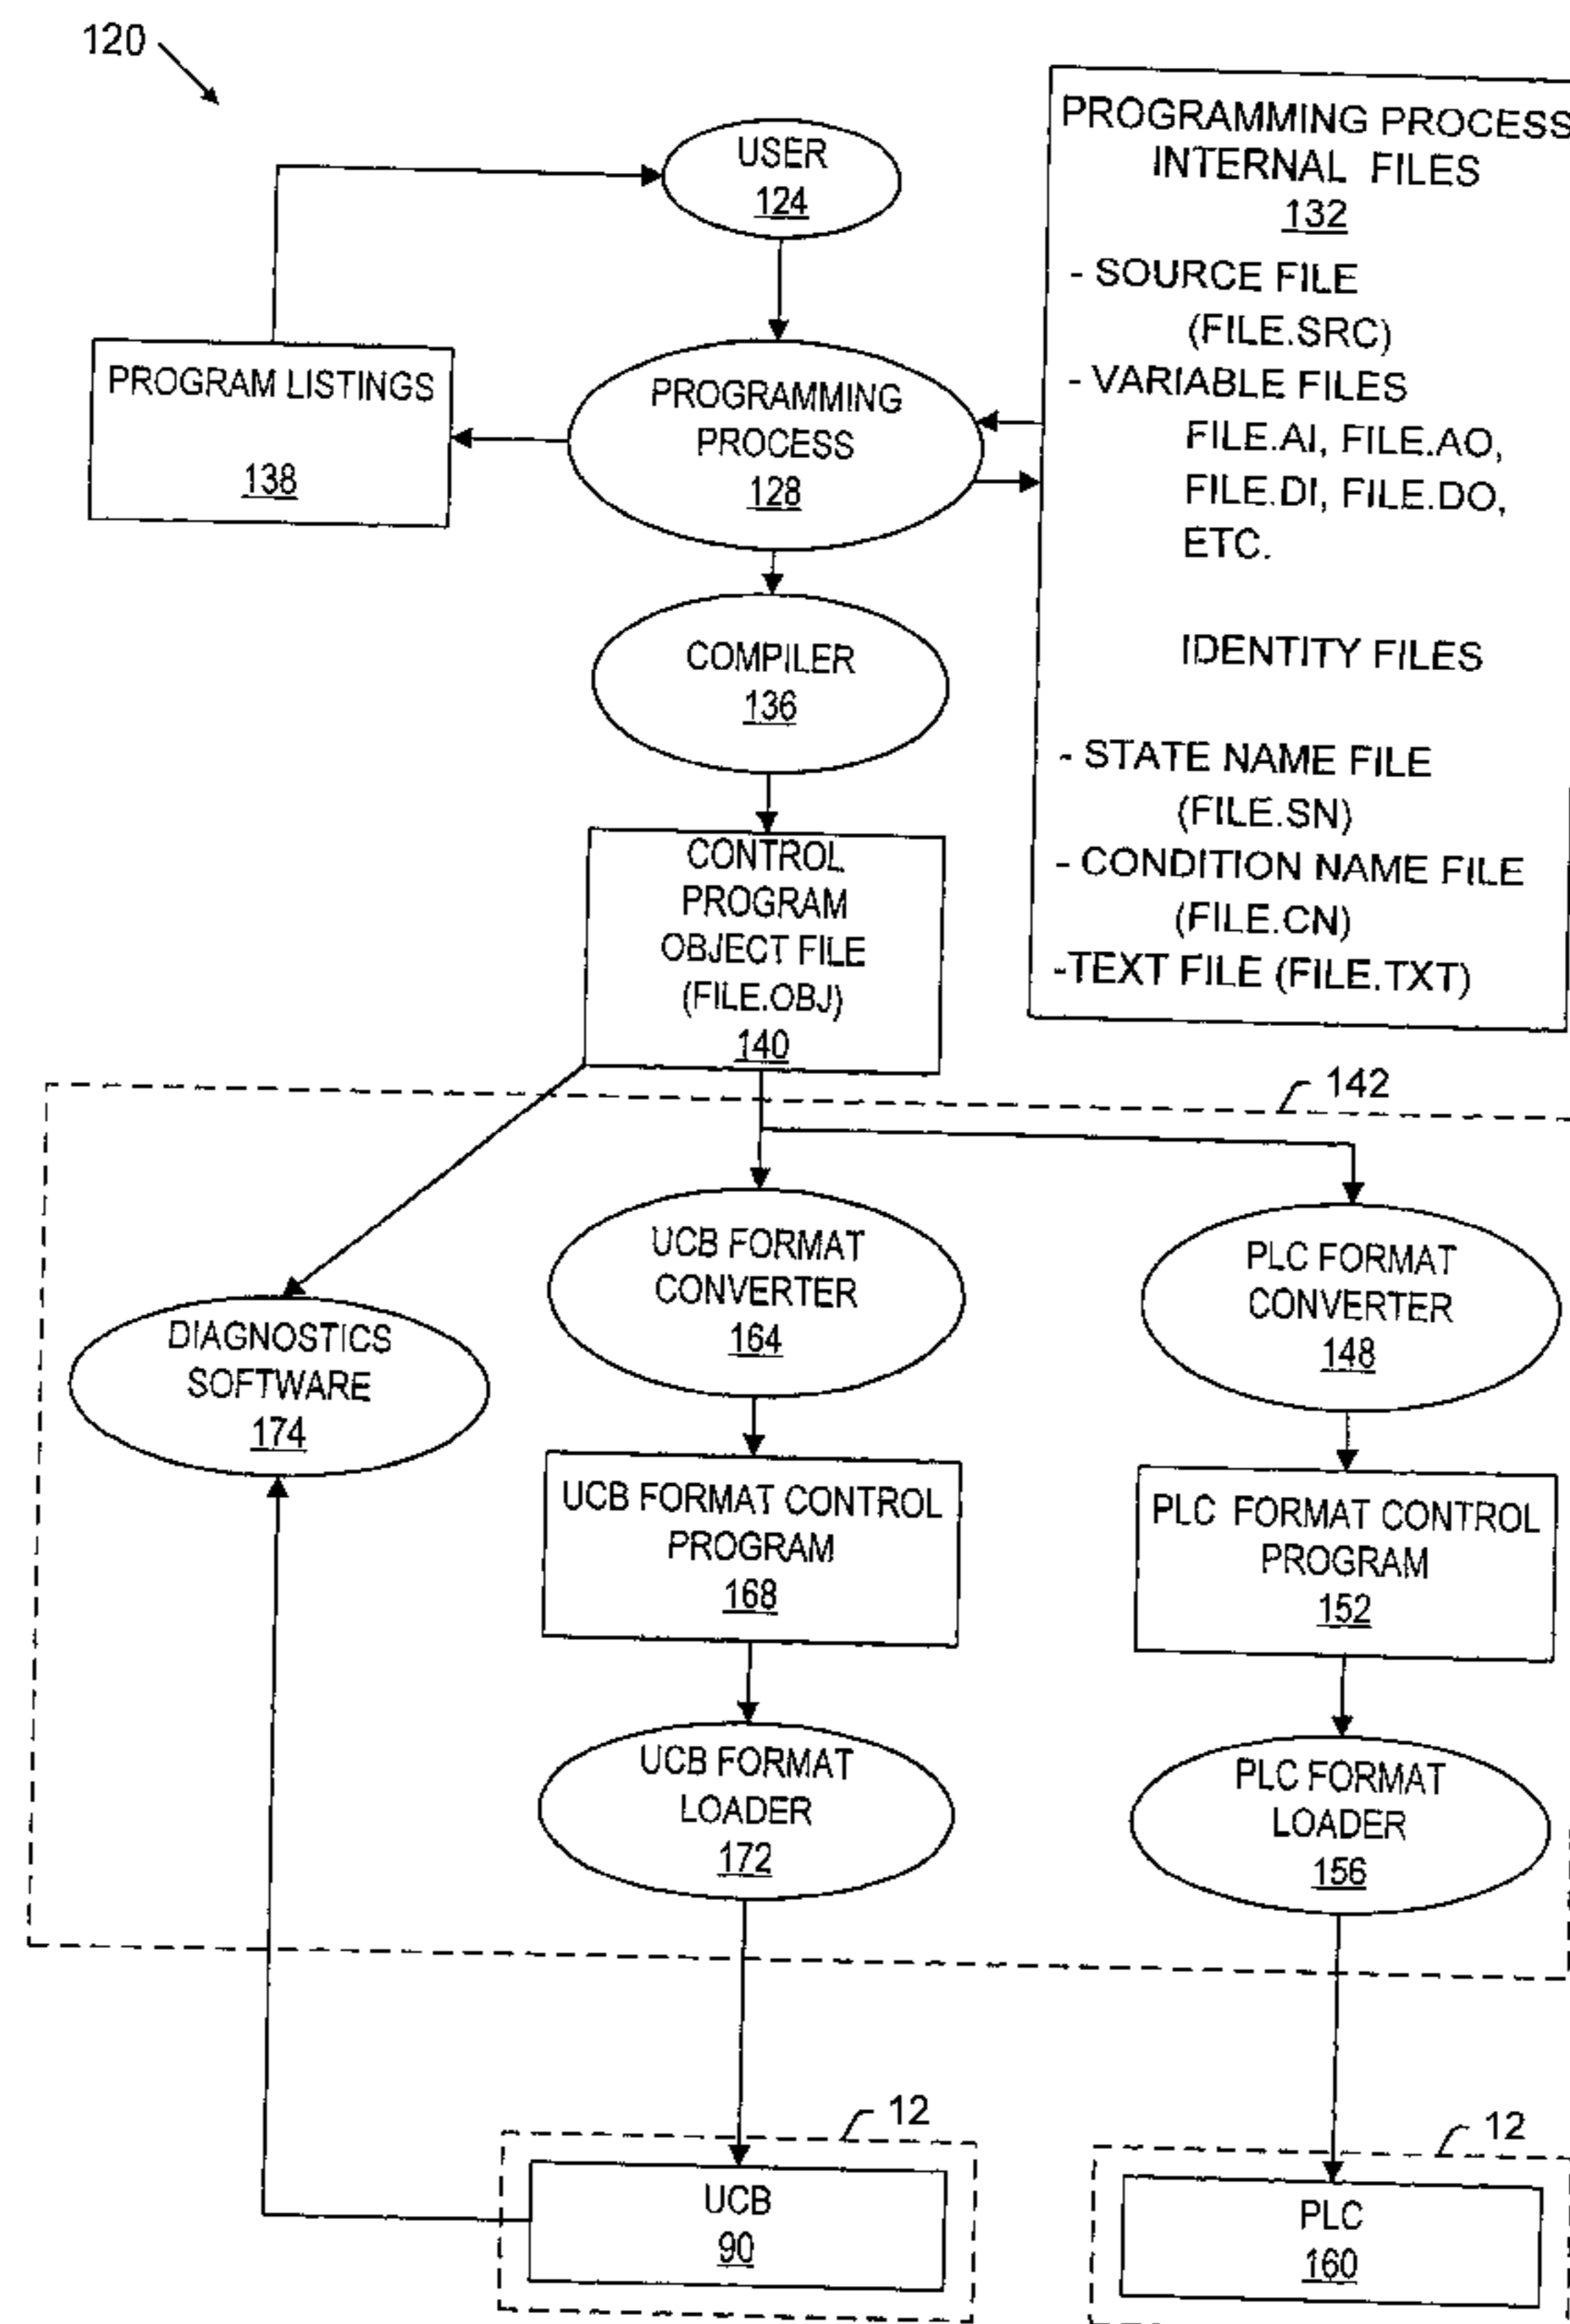 120
USER
124
PROGRAMMING PROCESS
INTERNAL FILES
132
- SOURCE FILE
(FILE.SRC)
- VARIABLE FILES
FILE.AI, FILE.AO,
FILE.DI, FILE.DO,
ETC.
IDENTITY FILES
- STATE NAME FILE
(FILE.SN)
- CONDITION NAME FILE
(FILE.CN)
-TEXT FILE (FILE.TXT)
PROGRAM LISTINGS
138
PROGRAMMING
PROCESS
128
COMPILER
136
CONTROL
PROGRAM
OBJECT FILE
(FILE.OBJ)
140
142
DIAGNOSTICS
SOFTWARE
174
UCB FORMAT
CONVERTER
164
PLC FORMAT
CONVERTER
148
UCB FORMAT CONTROL
PROGRAM
168
PLC FORMAT CONTROL
PROGRAM
152
UCB FORMAT
LOADER
172
PLC FORMAT
LOADER
156
12
UCB
90
12
PLC
160